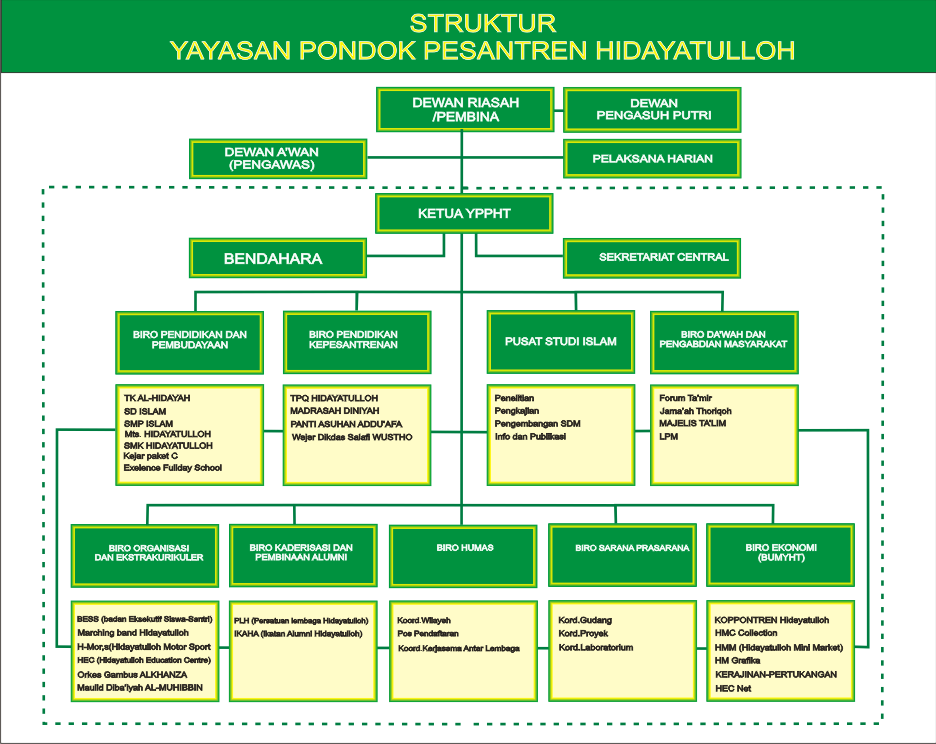 STRUKTUR
YAYASAN PONDOK PESANTREN HIDAYATULLOH
DEWAN RIASAH
/PEMBINA
DEWAN
PENGASUH PUTRI
DEWAN A'WAN
(PENGAWAS)
PELAKSANA HARIAN
KETUA YPPHT
BENDAHARA
SEKRETARIAT CENTRAL
BIRO PENDIDIKAN DAN
PEMBUDAYAAN
BIRO PENDIDIKAN
KEPESANTRENAN
PUSAT STUDI ISLAM
BIRO DA'WAH DAN
PENGABDIAN MASYARAKAT
TK AL-HIDAYAH
SD ISLAM
SMP ISLAM
Mts. HIDAYATULLOH
SMK HIDAYATULLOH
Kejar paket C
Exelence Fullday School
TPQ HIDAYATULLOH
MADRASAH DINIYAH
PANTI ASUHAN ADDU'AFA
Wajar Dikdas Salafi WUSTHO
Penelitian
Pengkajian
Pengembangan SDM
Info dan Publikasi
Forum Ta'mir
Jama'ah Thoriqoh
MAJELIS TA'LIM
LPM
BIRO ORGANISASI
DAN EKSTRAKURIKULER
BIRO KADERISASI DAN
PEMBINAAN ALUMNI
BIRO HUMAS
BIRO SARANA PRASARANA
BIRO EKONOMI
(BUMYHT)
BESS (badan Eksekutif Siswa-Santri)
Marching band Hidayatulloh
H-Mor,s(Hidayatulloh Motor Sport
HEC (Hidayatulloh Education Centre)
Orkes Gambus ALKHANZA
Maulid Diba'iyah AL-MUHIBBIN
PLH (Persatuan lembaga Hidayatulloh)
IKAHA (Ikatan Alumni Hidayatulloh)
Koord.Wilayah
Pos Pendaftaran
Koord.Kerjasama Antar Lembaga
Kord.Gudang
Kord.Proyek
Kord.Laboratorium
KOPPONTREN Hidayatulloh
HMC Collection
HMM (Hidayatulloh Mini Market)
HM Grafika
KERAJINAN-PERTUKANGAN
HEC Net